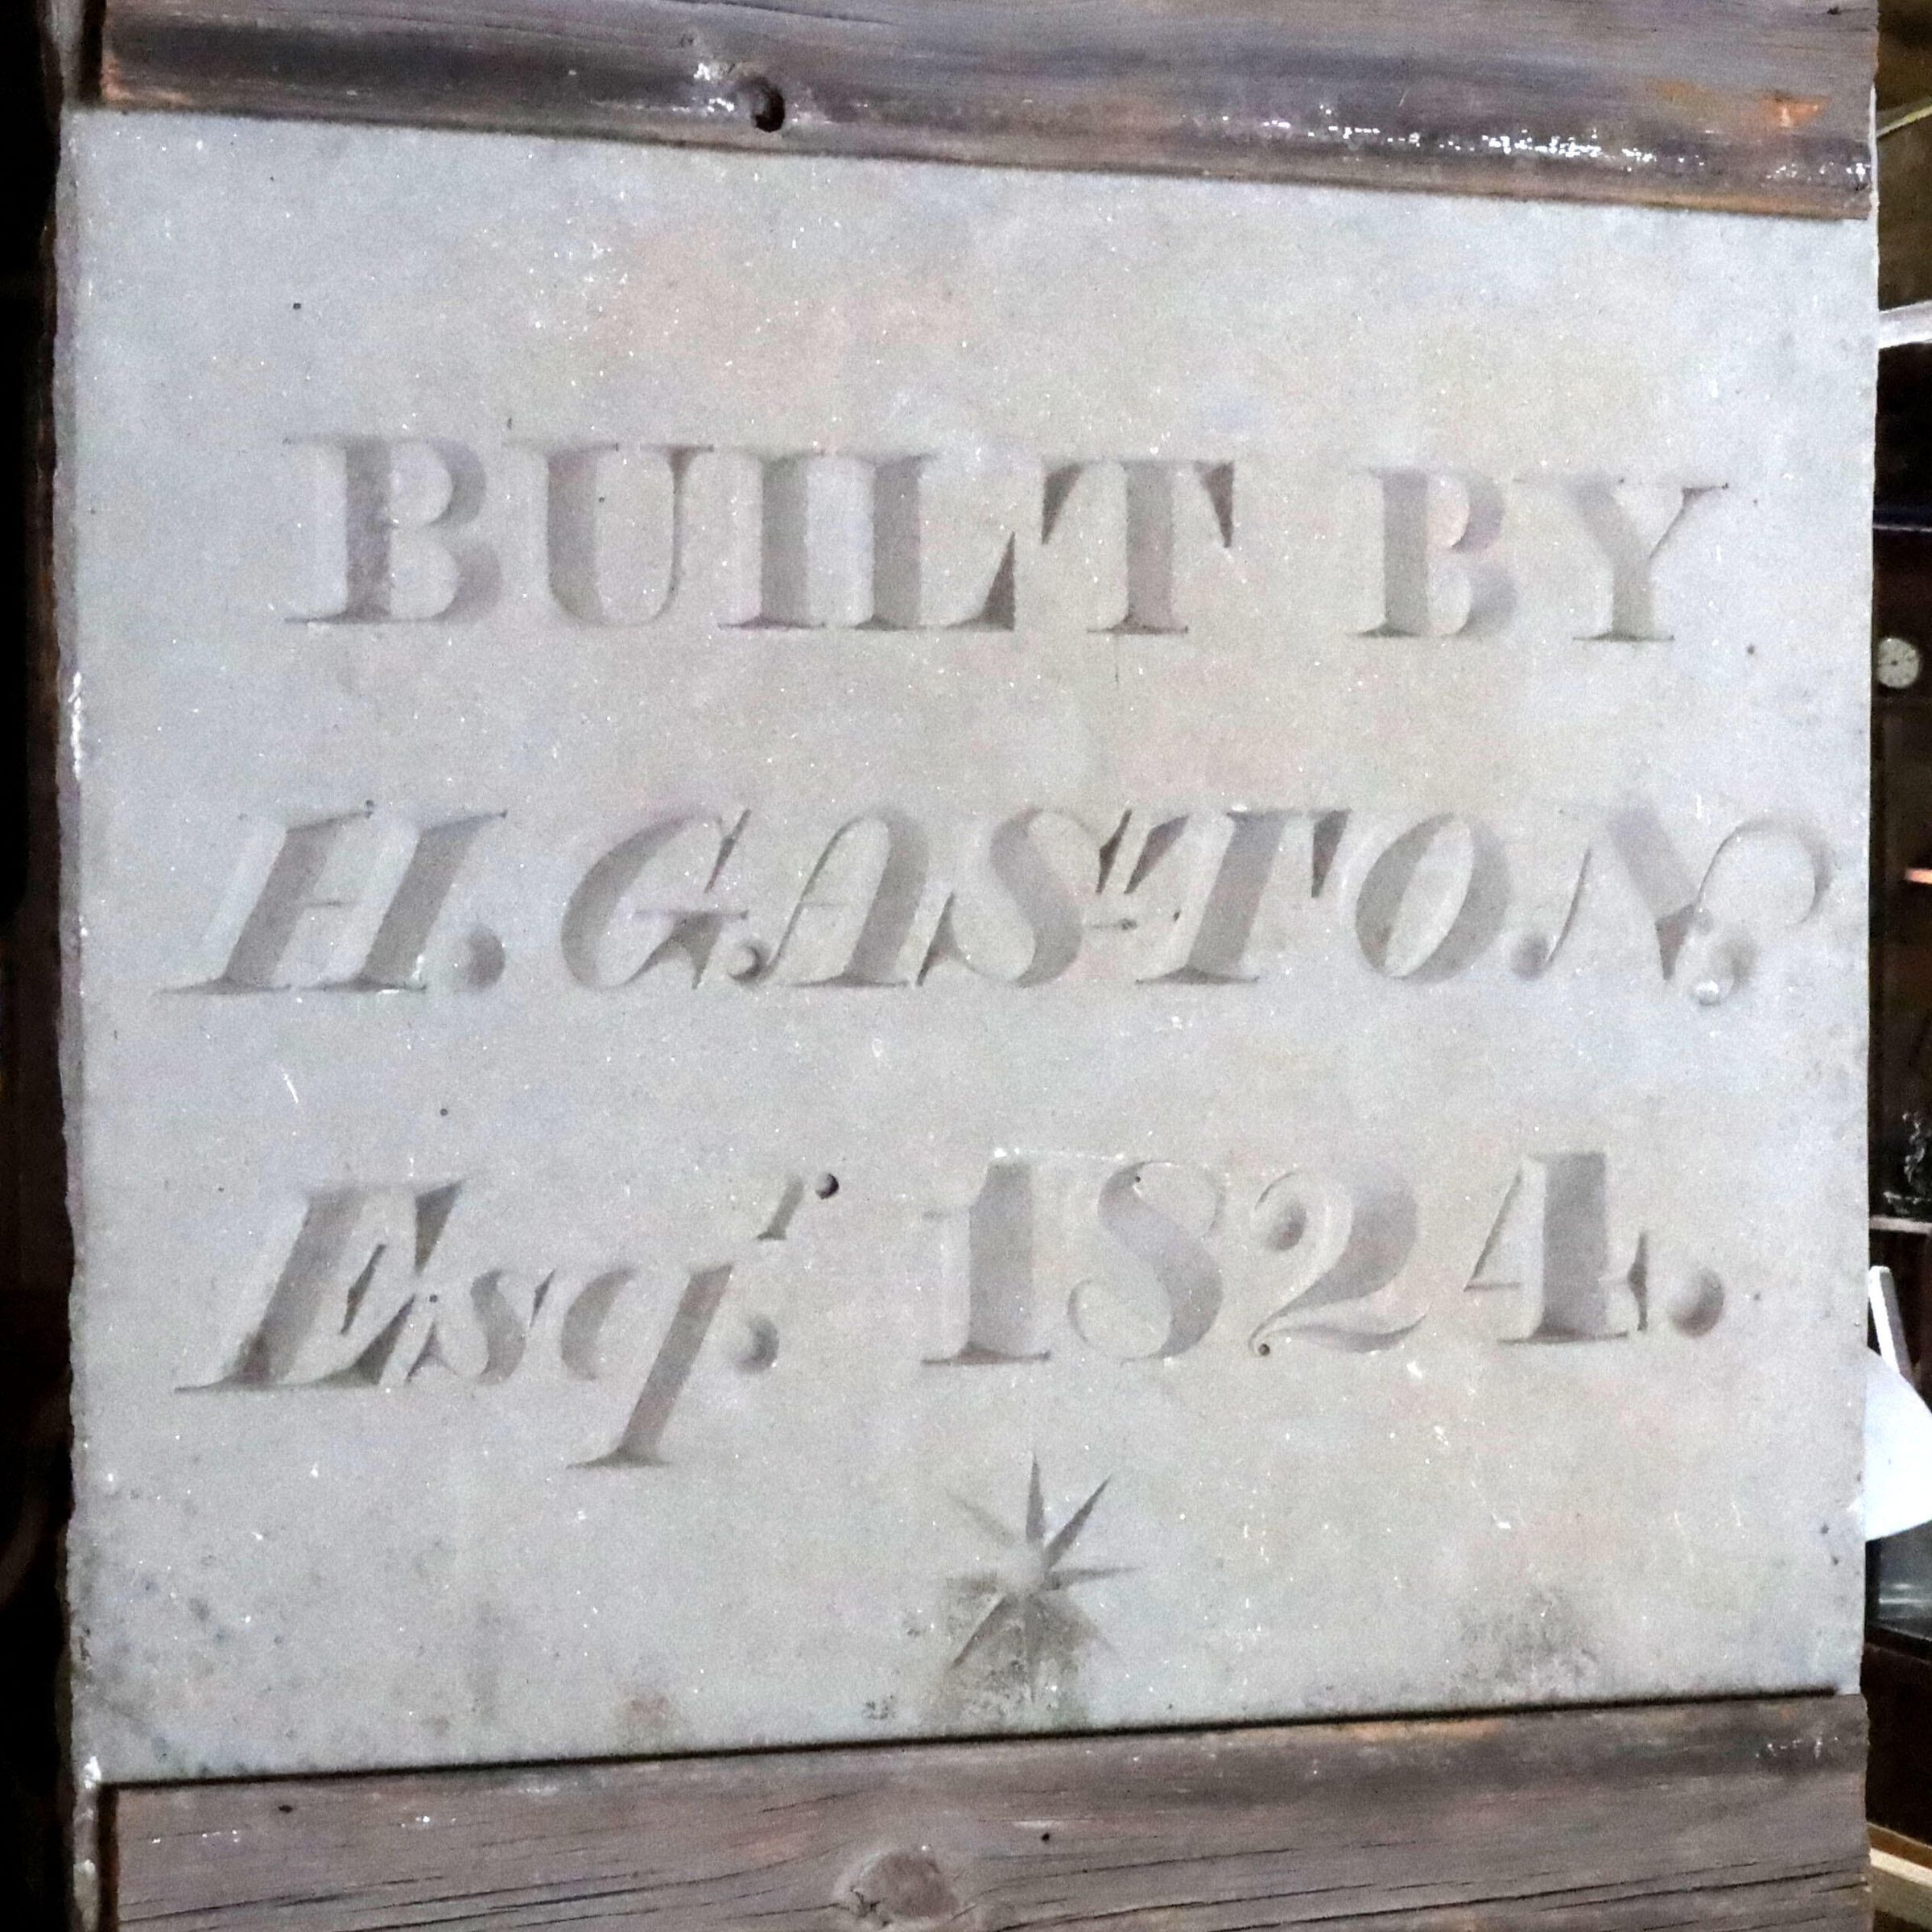 BUILT BY
H. GASTON,
Esqr. 1824.